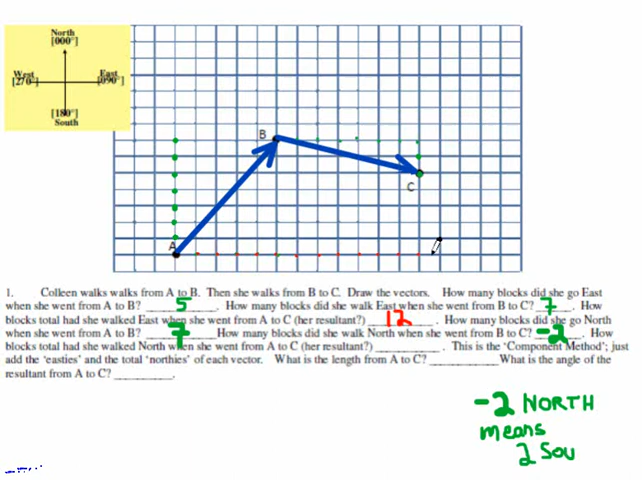 North
[000°]
West
[270°]
East
[090°]
[180°]
South
B
C
A
1. Colleen walks walks from A to B. Then she walks from B to C. Draw the vectors. How many blocks did she go East
when she went from A to B? 5. How many blocks did she walk East when she went from B to C? 7. How
blocks total had she walked East when she went from A to C (her resultant?) 12. How many blocks did she go North
when she went from A to B? 7 How many blocks did she walk North when she went from B to C? -2. How
blocks total had she walked North when she went from A to C (her resultant?) ____________. This is the 'Component Method'; just
add the 'easties' and the total 'northies' of each vector. What is the length from A to C? ____________ What is the angle of the
resultant from A to C? __________.
-2 NORTH
means
2 SOU